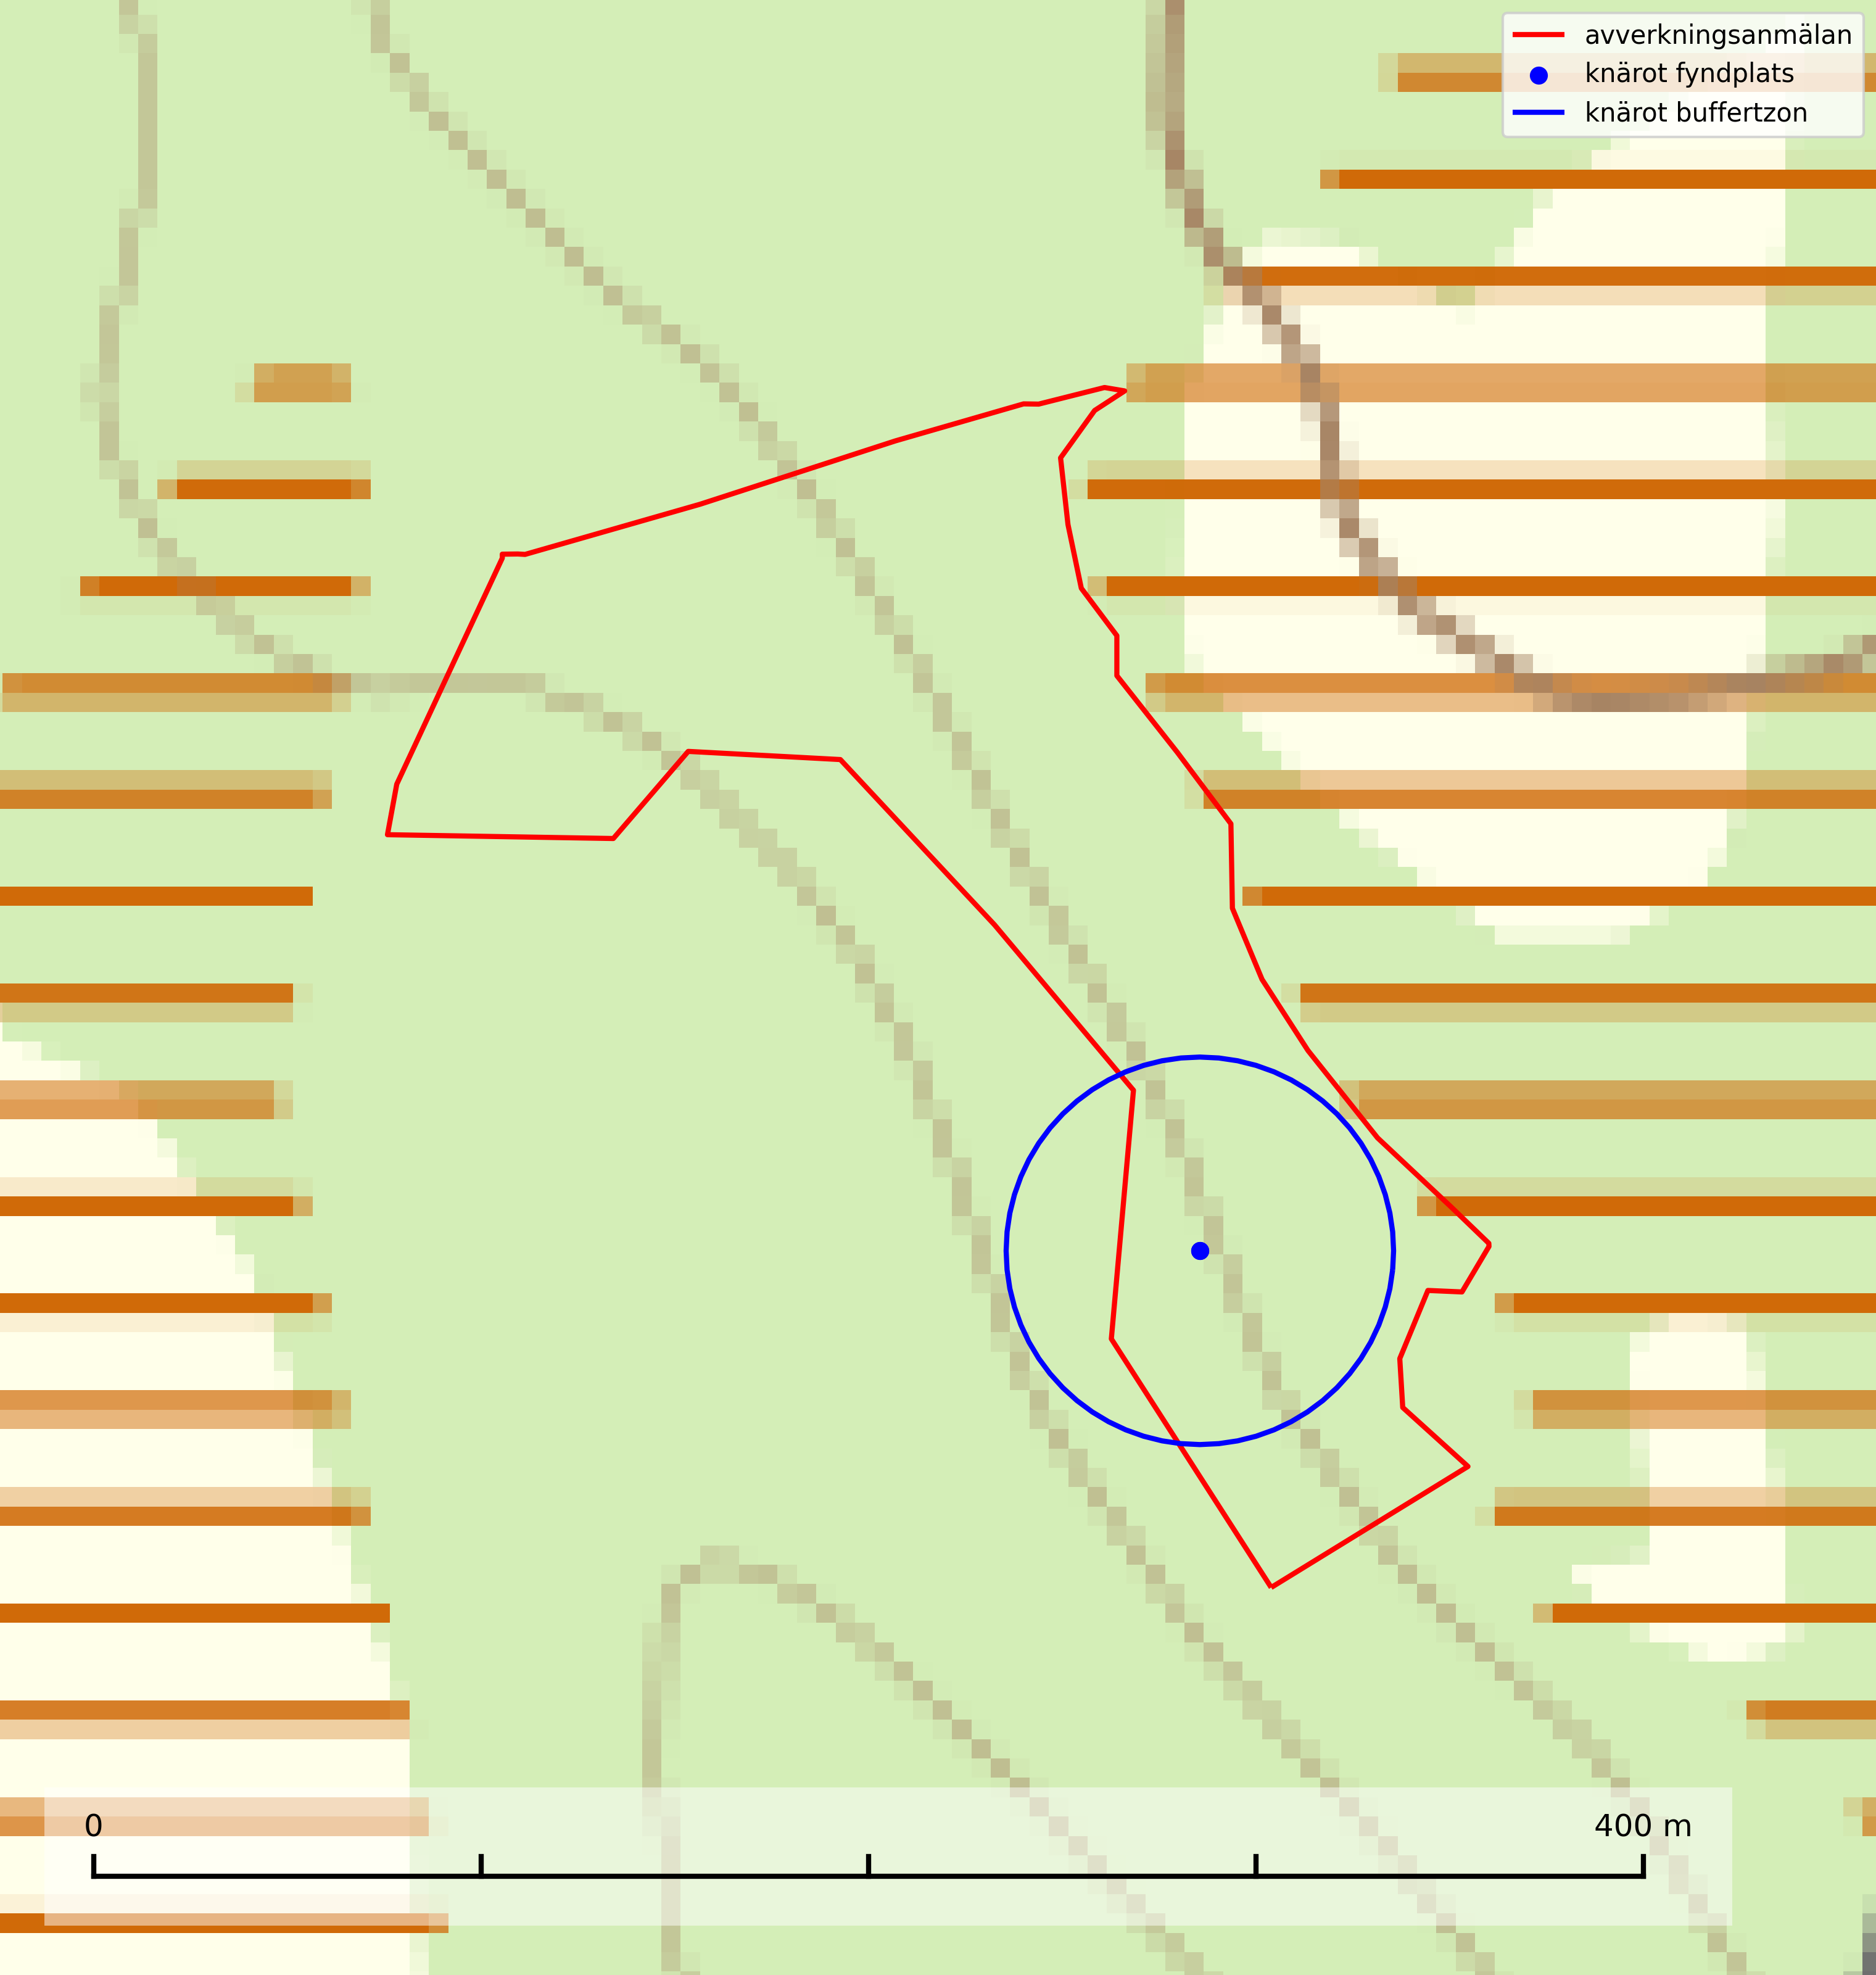 avverkningsanmälan
knärot fyndplats
knärot buffertzon
0
400 m